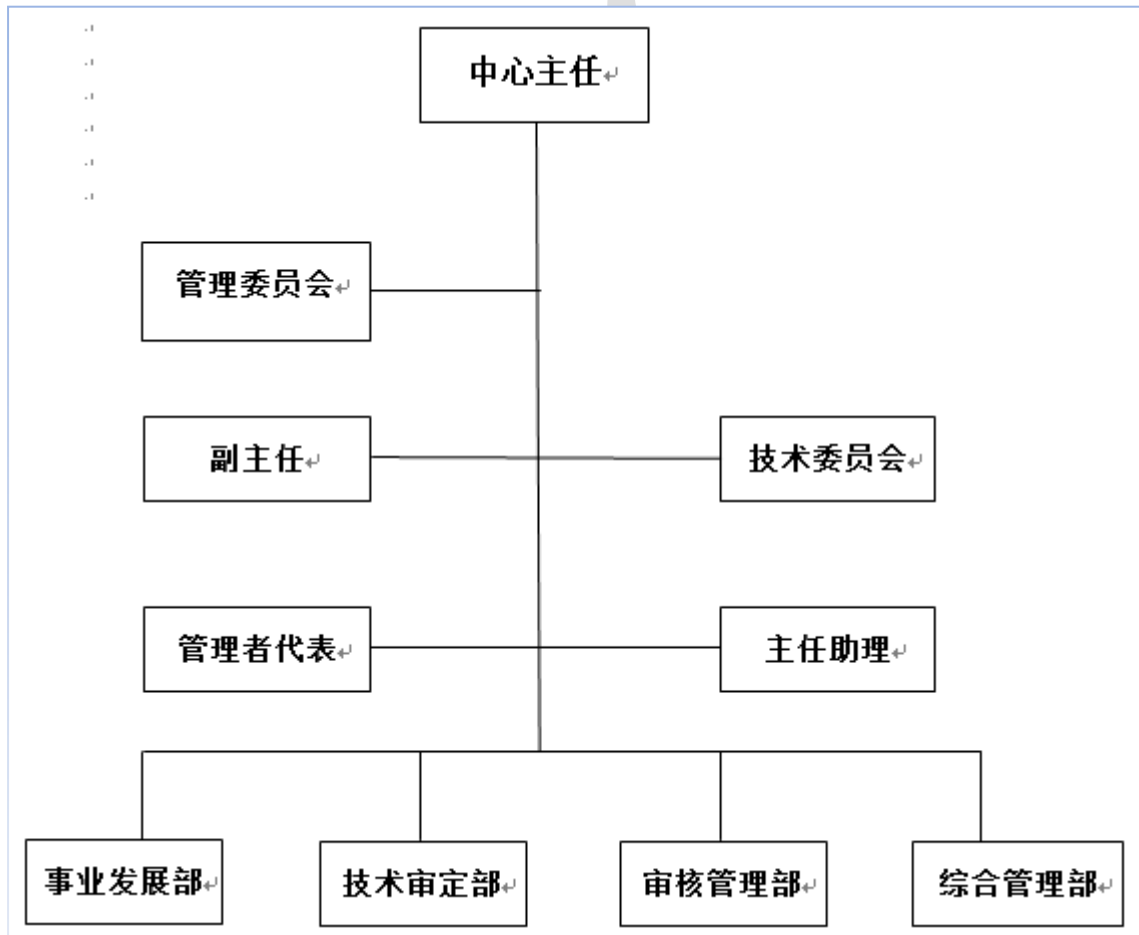 中心主任
管理委员会
副主任
技术委员会
管理者代表
主任助理
事业发展部
技术审定部
审核管理部
综合管理部